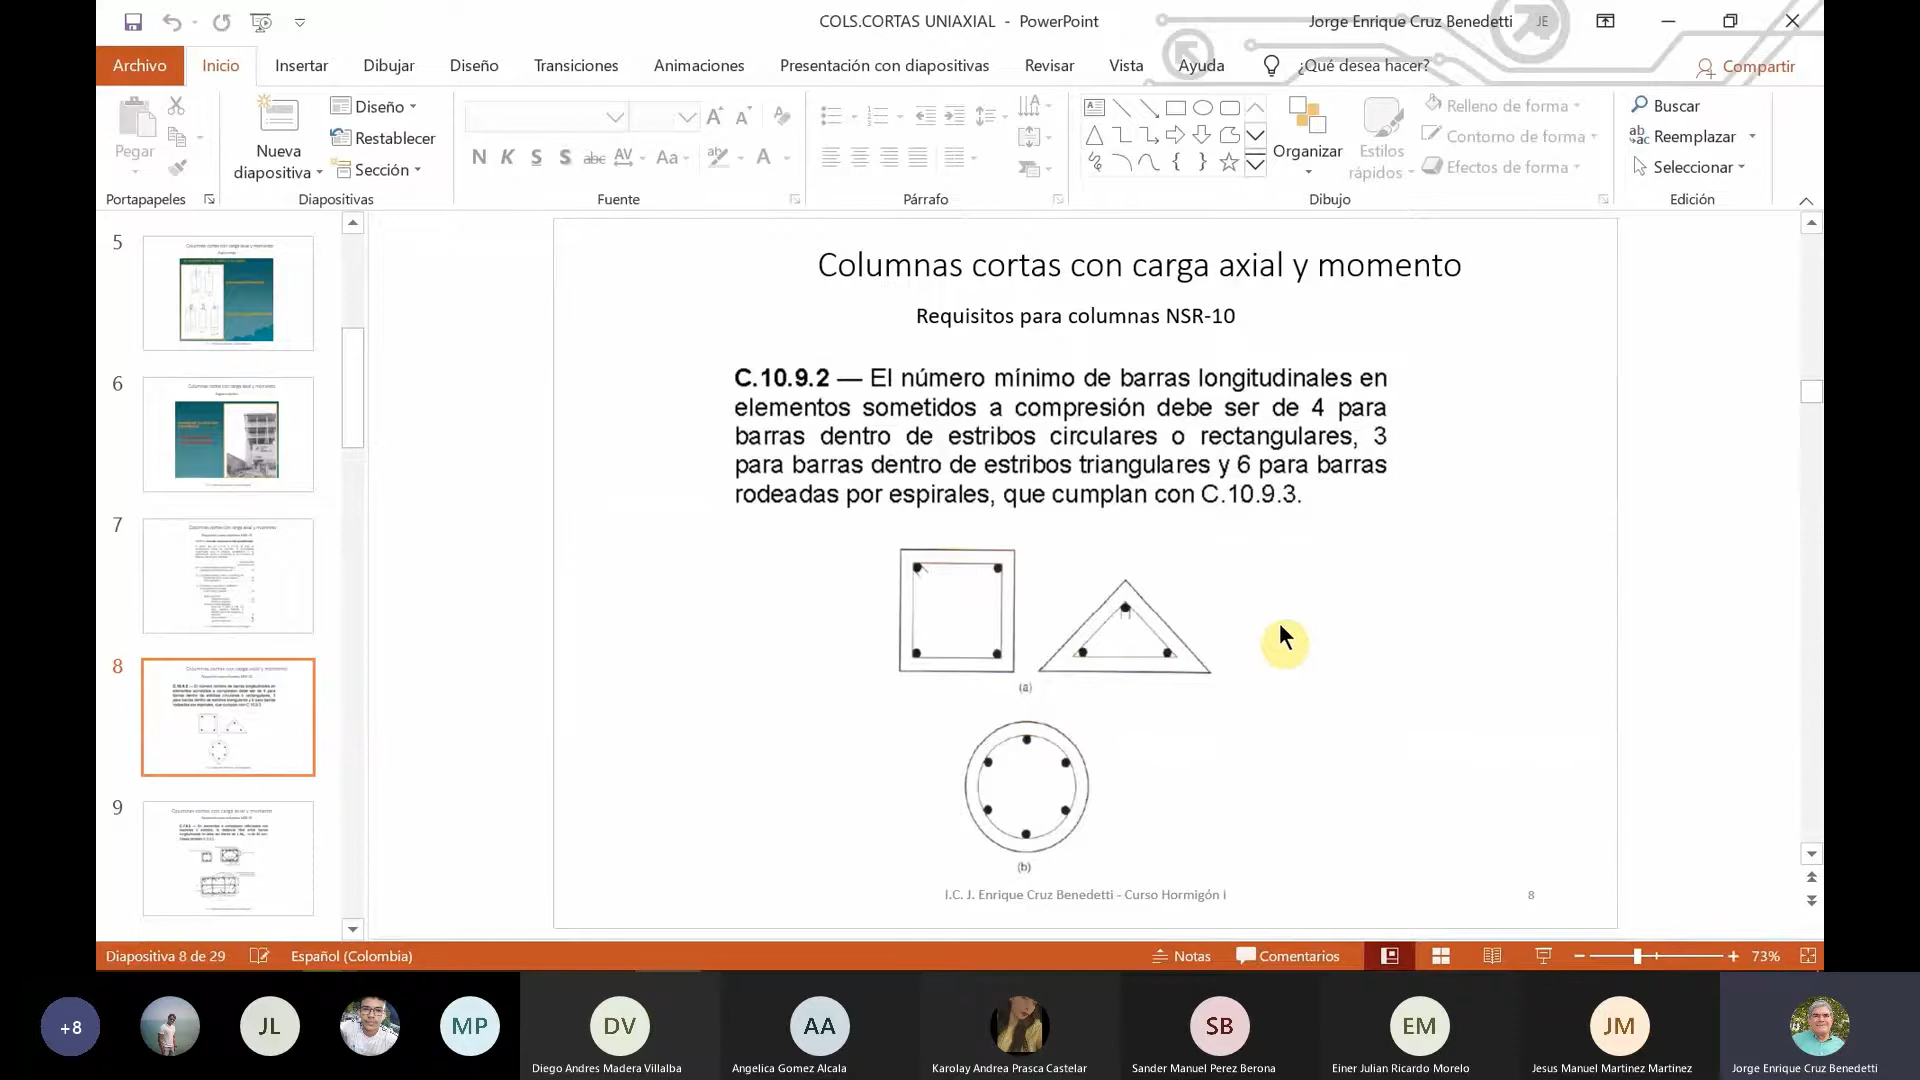 COLS.CORTAS UNIAXIAL - PowerPoint
Jorge Enrique Cruz Benedetti JE
Archivo Inicio Insertar Dibujar Diseño Transiciones Animaciones Presentación con diapositivas Revisar Vista Ayuda ¿Qué desea hacer? Compartir
Pegar
Nueva diapositiva
Diseño
Restablecer
Sección
N K S S abc AV Aa A
Organizar
Estilos rápidos
Relleno de forma
Contorno de forma
Efectos de forma
Buscar
Reemplazar
Seleccionar
Portapapeles Diapositivas Fuente Párrafo Dibujo Edición
5
6
7
8
9
Columnas cortas con carga axial y momento
Requisitos para columnas NSR-10
C.10.9.2 — El número mínimo de barras longitudinales en
elementos sometidos a compresión debe ser de 4 para
barras dentro de estribos circulares o rectangulares, 3
para barras dentro de estribos triangulares y 6 para barras
rodeadas por espirales, que cumplan con C.10.9.3.
(a)
(b)
I.C. J. Enrique Cruz Benedetti - Curso Hormigón I
8
Diapositiva 8 de 29 Español (Colombia) Notas Comentarios 73%
+8 JL MP DV AA SB EM JM
Diego Andres Madera Villalba Angelica Gomez Alcala Karolay Andrea Prasca Castelar Sander Manuel Perez Berona Einer Julian Ricardo Morelo Jesus Manuel Martinez Martinez Jorge Enrique Cruz Benedetti